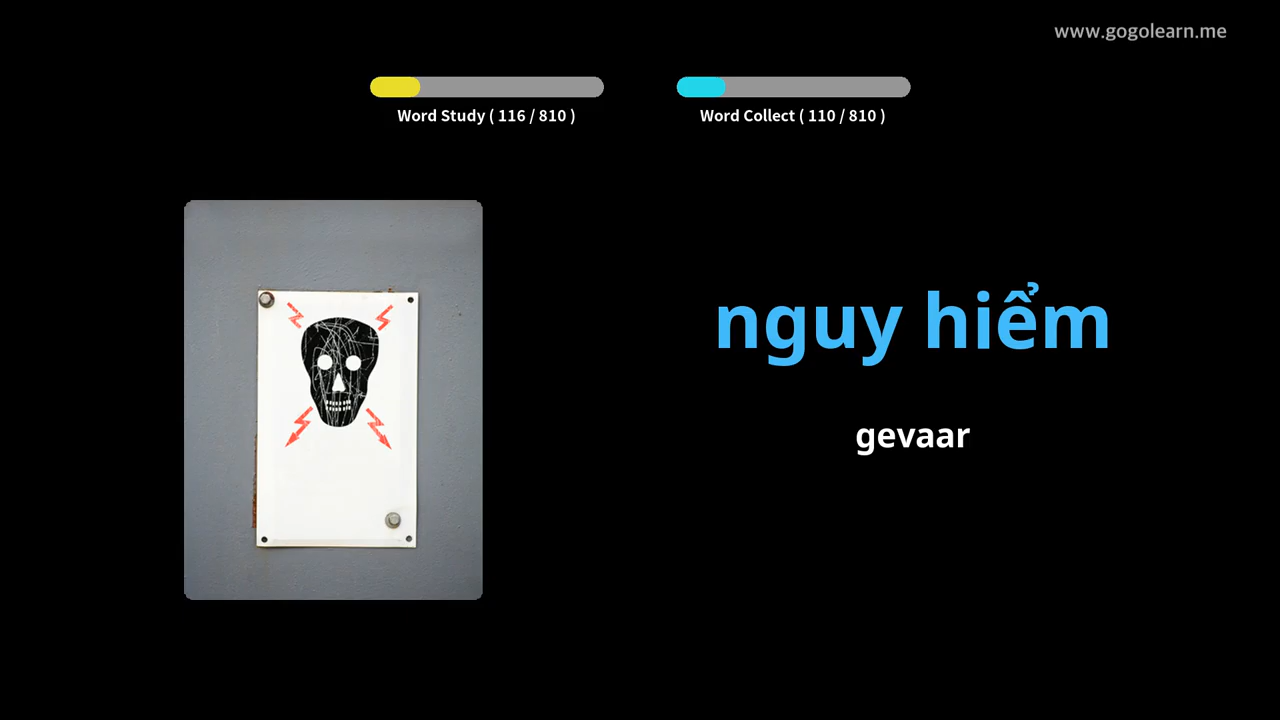 www.gogolearn.me
Word Study ( 116 / 810 )
Word Collect ( 110 / 810 )
nguy hiểm
gevaar